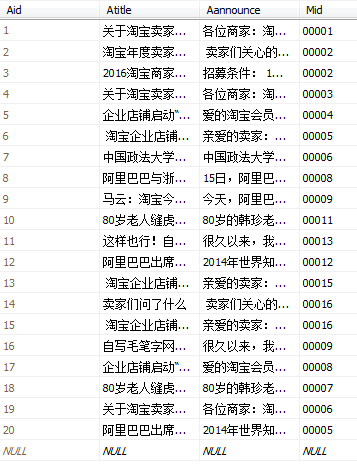 Aid Atitle Aannounce Mid
1 关于淘宝卖家... 各位商家：淘... 00001
2 淘宝年度卖家... 卖家们关心的... 00002
3 2016淘宝商家... 招募条件： 1... 00002
4 关于淘宝卖家... 各位商家：淘... 00003
5 企业店铺启动“... 爱的淘宝会员... 00004
6 淘宝企业店铺... 亲爱的卖家：... 00005
7 中国政法大学... 中国政法大学... 00006
8 阿里巴巴与浙... 15日，阿里巴... 00006
9 马云：淘宝今... 今天，阿里巴... 00009
10 80岁老人缝虎... 80岁的韩珍老... 00011
11 这样也行！自... 很久以来，我... 00013
12 阿里巴巴出席... 2014年世界知... 00012
13 淘宝企业店铺... 亲爱的卖家：... 00015
14 卖家们问了什么 卖家们关心的... 00016
15 淘宝企业店铺... 亲爱的卖家：... 00016
16 自写毛笔字网... 很久以来，我... 00009
17 企业店铺启动“... 爱的淘宝会员... 00008
18 80岁老人缝虎... 80岁的韩珍老... 00007
19 关于淘宝卖家... 各位商家：淘... 00006
20 阿里巴巴出席... 2014年世界知... 00005
NULL NULL NULL NULL